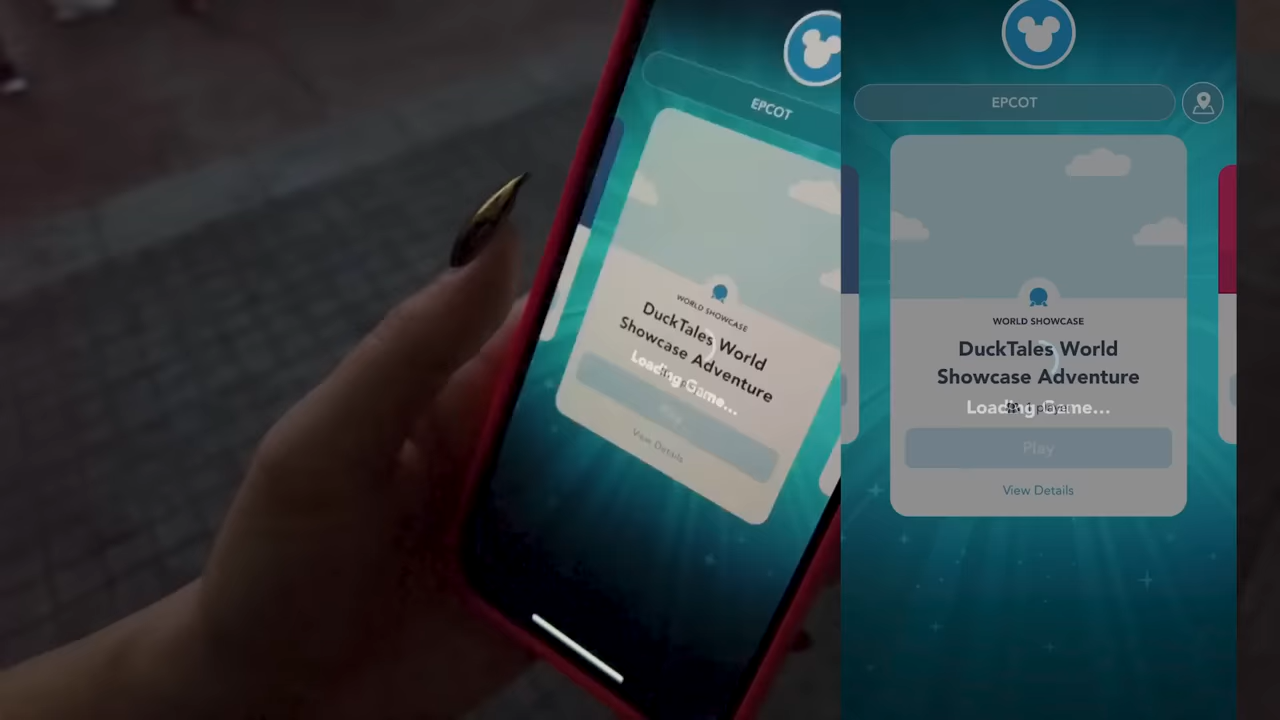 EPCOT
WORLD SHOWCASE
DuckTales World
Showcase Adventure
Loading Game...
View Details
EPCOT
WORLD SHOWCASE
DuckTales World
Showcase Adventure
Loading Game...
Play
View Details